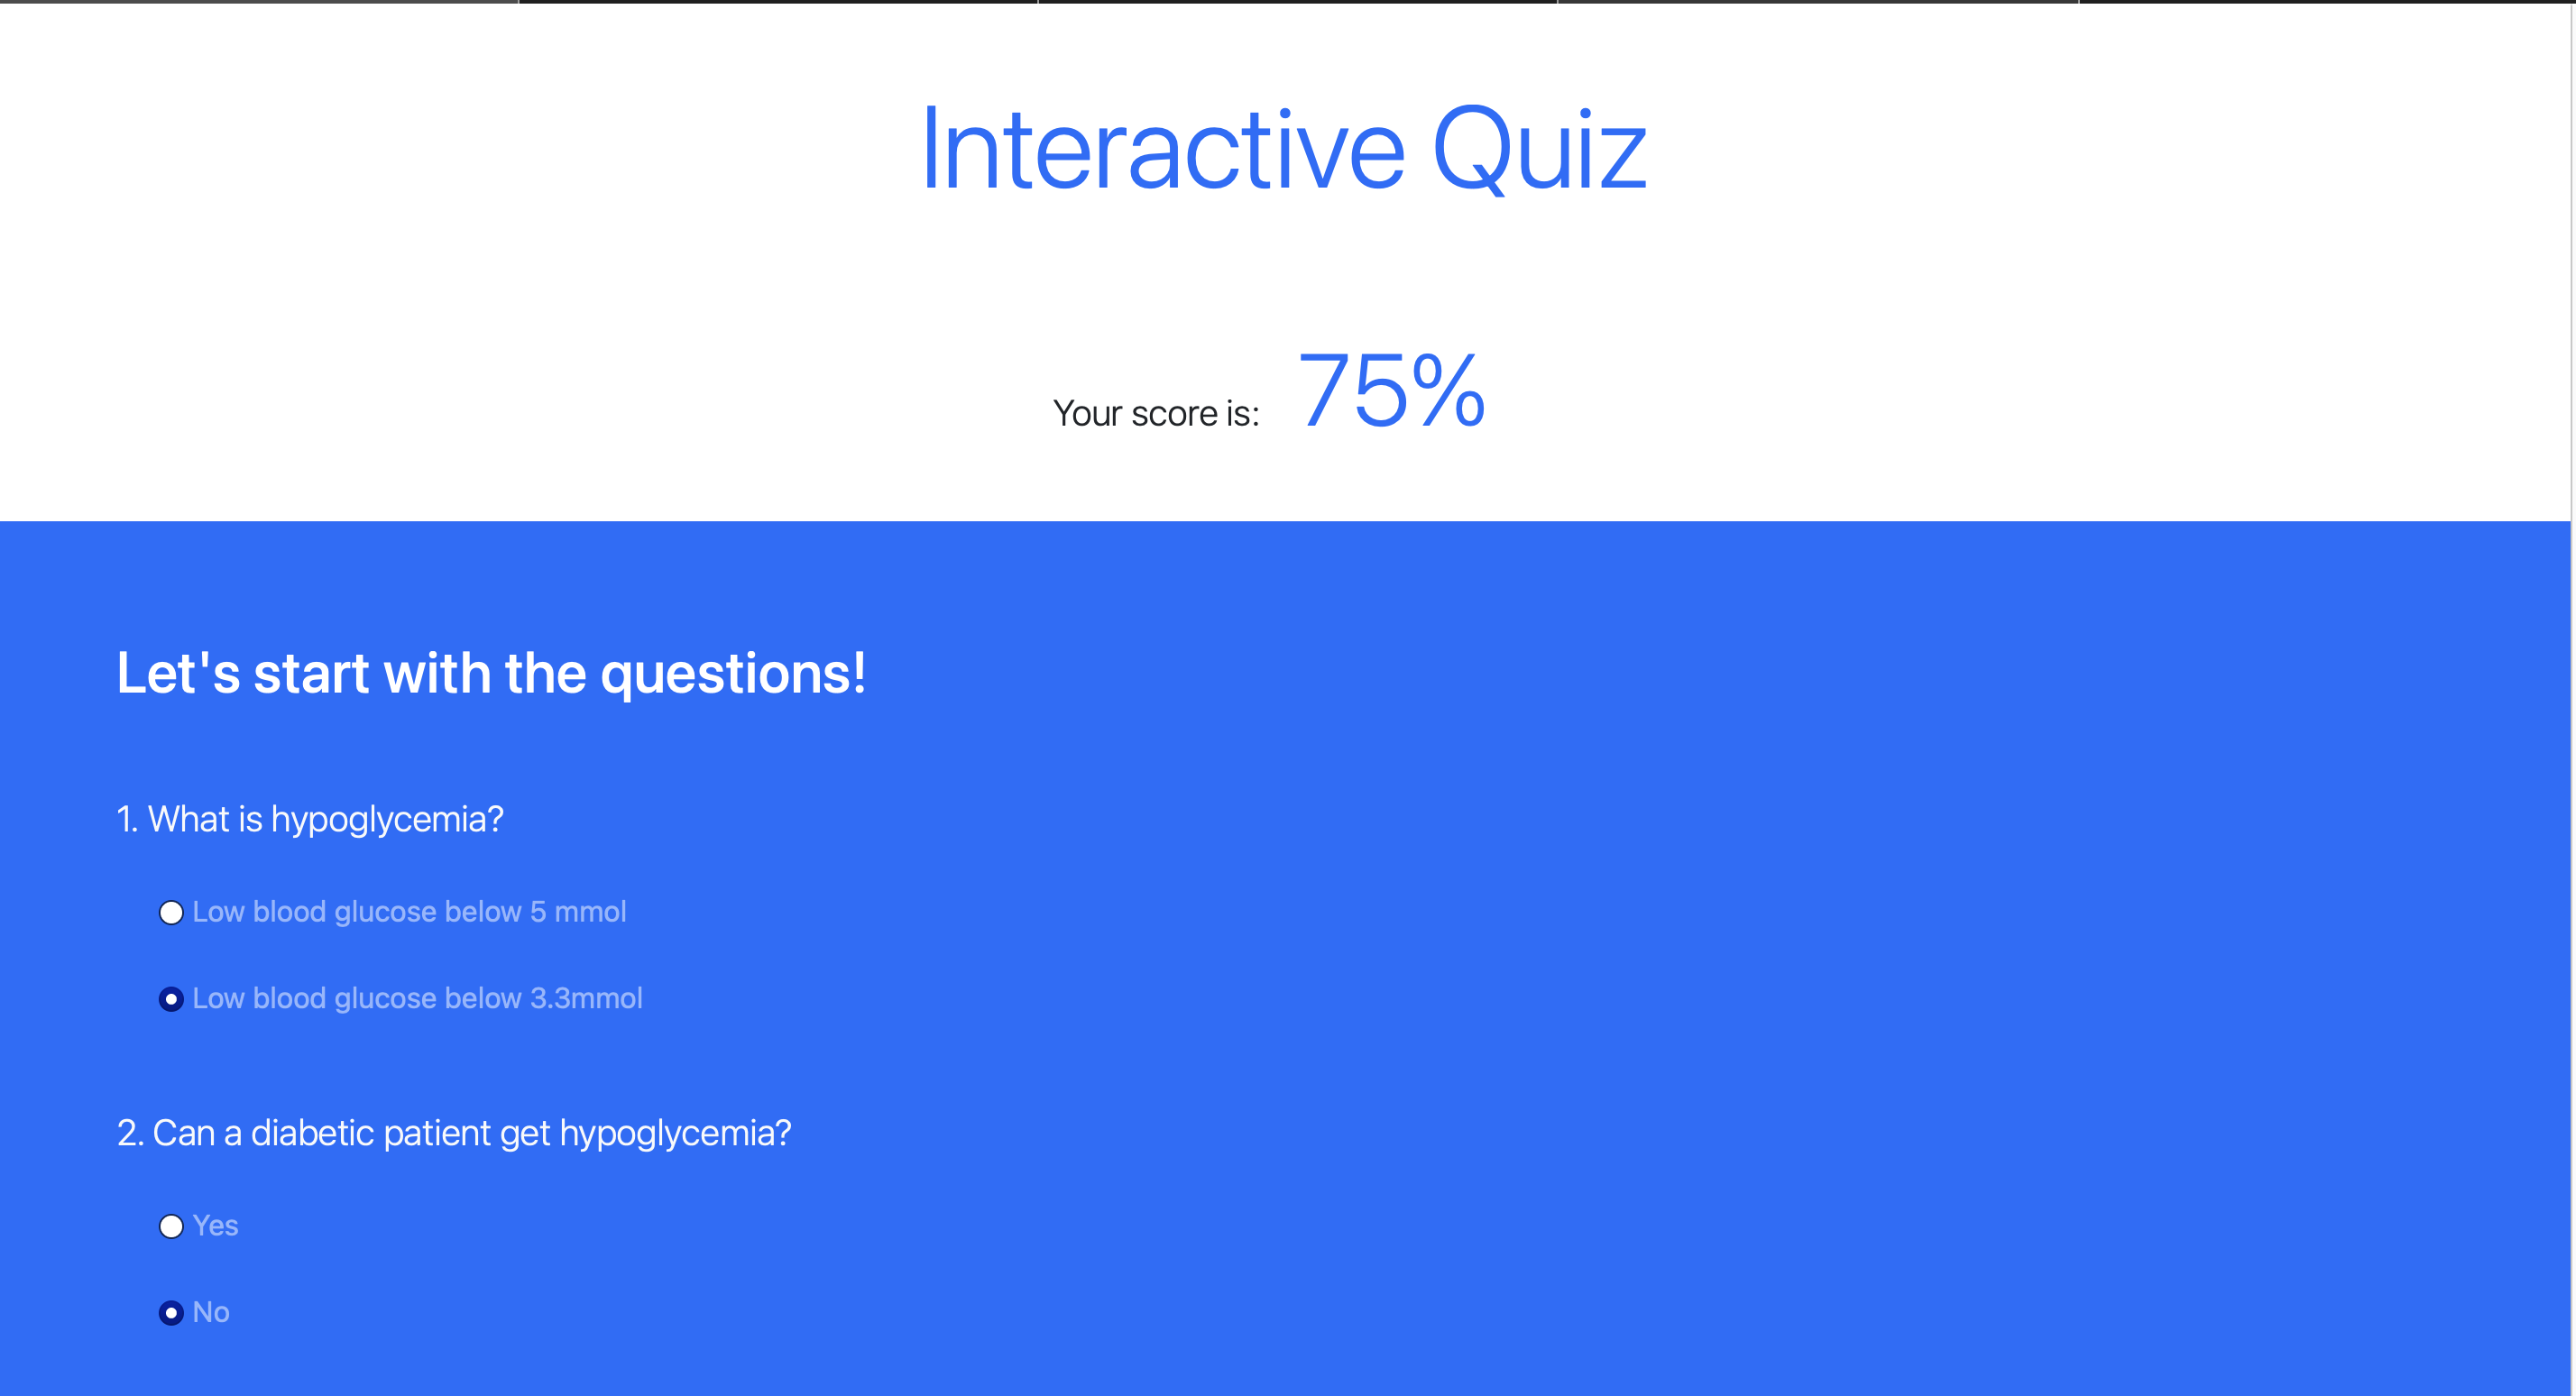 Interactive Quiz
Your score is: 75%
Let's start with the questions!
1. What is hypoglycemia?
Low blood glucose below 5 mmol
Low blood glucose below 3.3mmol
2. Can a diabetic patient get hypoglycemia?
Yes
No